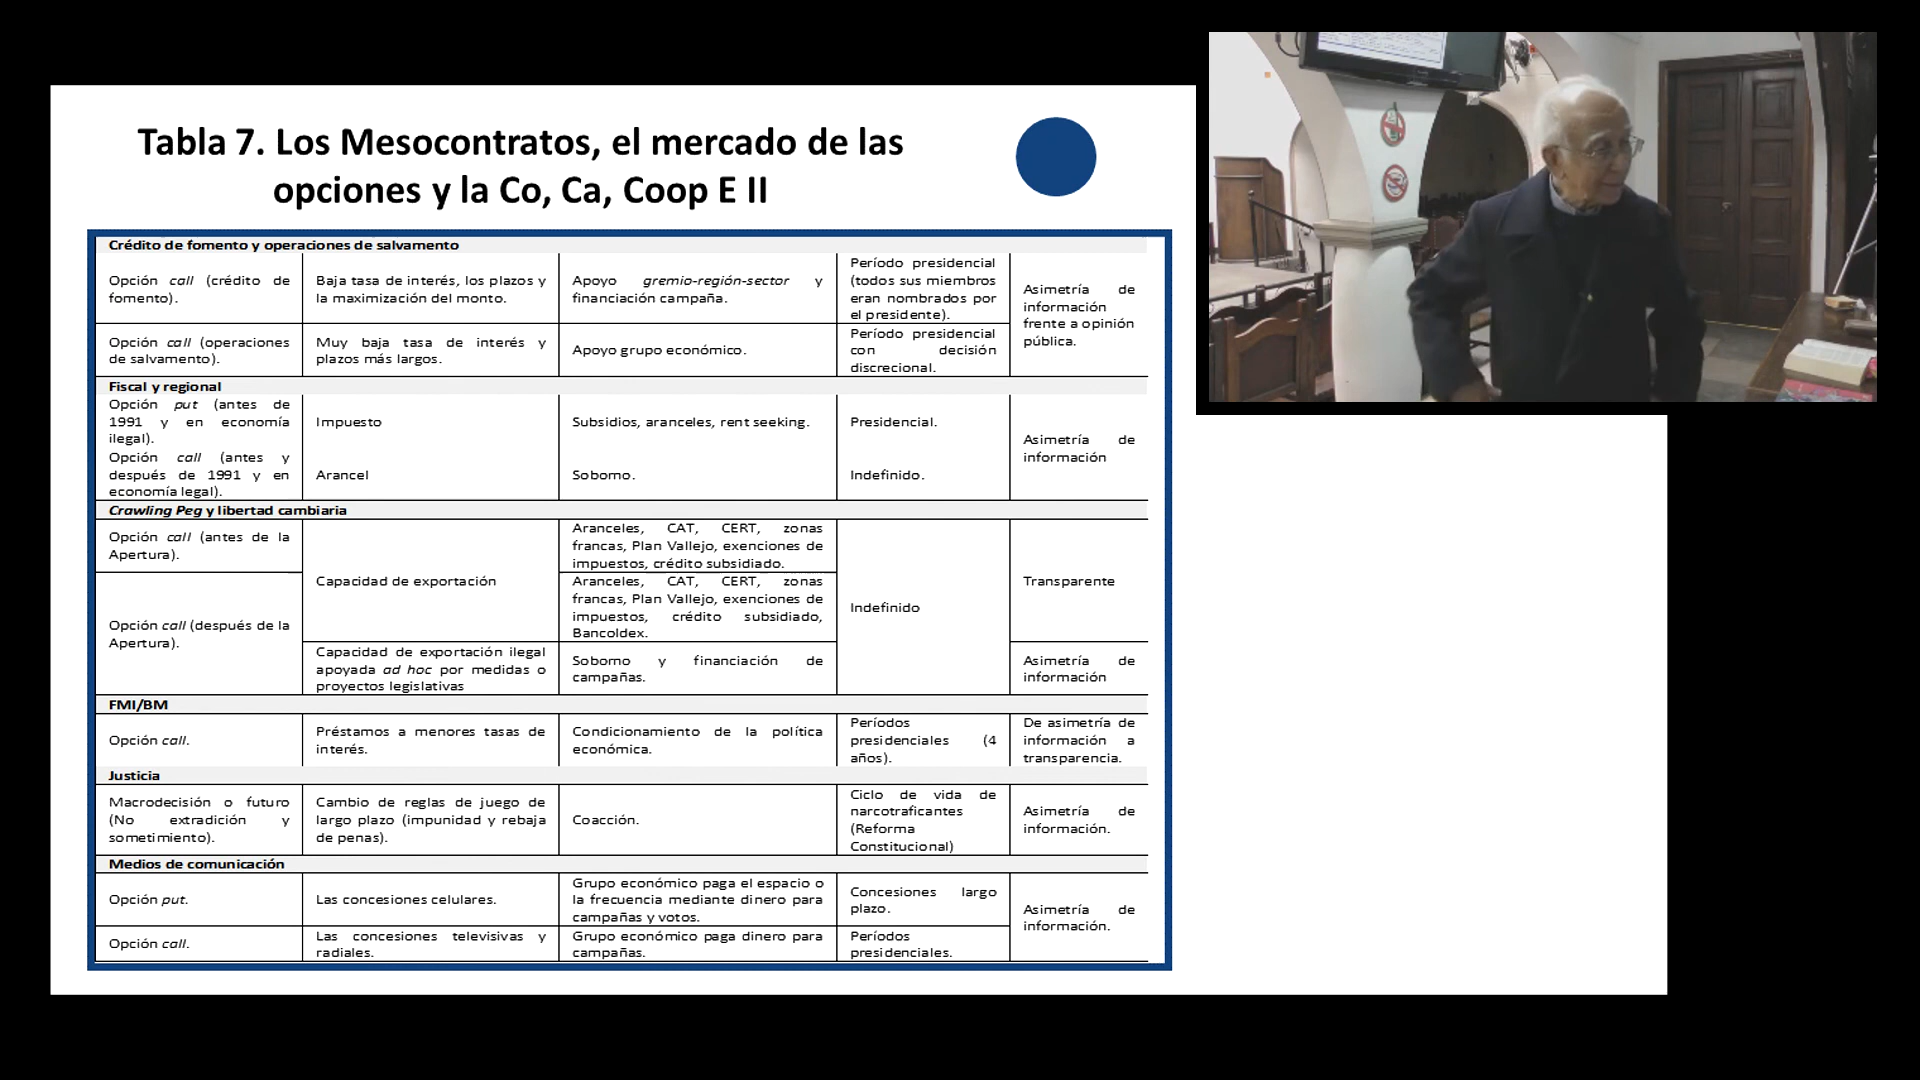 Tabla 7. Los Mesocontratos, el mercado de las
opciones y la Co, Ca, Coop E II
Crédito de fomento y operaciones de salvamento
Opción call (crédito de
fomento).
Baja tasa de interés, los plazos y
la maximización del monto.
Apoyo gremio-región-sector y
financiación campaña.
Período presidencial
(todos sus miembros
eran nombrados por
el presidente).
Asimetría de
información
frente a opinión
pública.
Opción call (operaciones
de salvamento).
Muy baja tasa de interés y
plazos más largos.
Apoyo grupo económico.
Período presidencial
con decisión
discrecional.
Fiscal y regional
Opción put (antes de
1991 y en economía
ilegal).
Impuesto
Subsidios, aranceles, rent seeking.
Presidencial.
Asimetría de
información
Opción call (antes y
después de 1991 y en
economía legal).
Arancel
Soborno.
Indefinido.
Crawling Peg y libertad cambiaria
Opción call (antes de la
Apertura).
Capacidad de exportación
Aranceles, CAT, CERT, zonas
francas, Plan Vallejo, exenciones de
impuestos, crédito subsidiado.
Indefinido
Transparente
Opción call (después de la
Apertura).
Aranceles, CAT, CERT, zonas
francas, Plan Vallejo, exenciones de
impuestos, crédito subsidiado,
Bancoldex.
Capacidad de exportación ilegal
apoyada ad hoc por medidas o
proyectos legislativas
Soborno y financiación de
campañas.
Asimetría de
información
FMI/BM
Opción call.
Préstamos a menores tasas de
interés.
Condicionamiento de la política
económica.
Períodos
presidenciales (4
años).
De asimetría de
información a
transparencia.
Justicia
Macrodecisión o futuro
(No extradición y
sometimiento).
Cambio de reglas de juego de
largo plazo (impunidad y rebaja
de penas).
Coacción.
Ciclo de vida de
narcotraficantes
(Reforma
Constitucional)
Asimetría de
información.
Medios de comunicación
Opción put.
Las concesiones celulares.
Grupo económico paga el espacio o
la frecuencia mediante dinero para
campañas y votos.
Concesiones largo
plazo.
Asimetría de
información.
Opción call.
Las concesiones televisivas y
radiales.
Grupo económico paga dinero para
campañas.
Períodos
presidenciales.